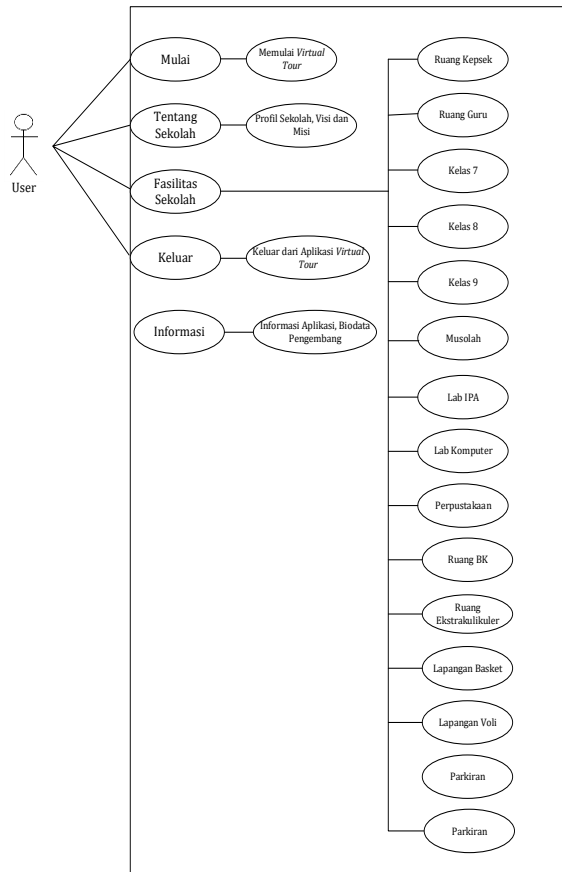 User
Mulai
Memulai Virtual
Tour
Tentang
Sekolah
Profil Sekolah, Visi dan
Misi
Fasilitas
Sekolah
Keluar
Keluar dari Aplikasi Virtual
Tour
Informasi
Informasi Aplikasi, Biodata
Pengembang
Ruang Kepsek
Ruang Guru
Kelas 7
Kelas 8
Kelas 9
Musolah
Lab IPA
Lab Komputer
Perpustakaan
Ruang BK
Ruang
Ekstrakulikuler
Lapangan Basket
Lapangan Voli
Parkiran
Parkiran